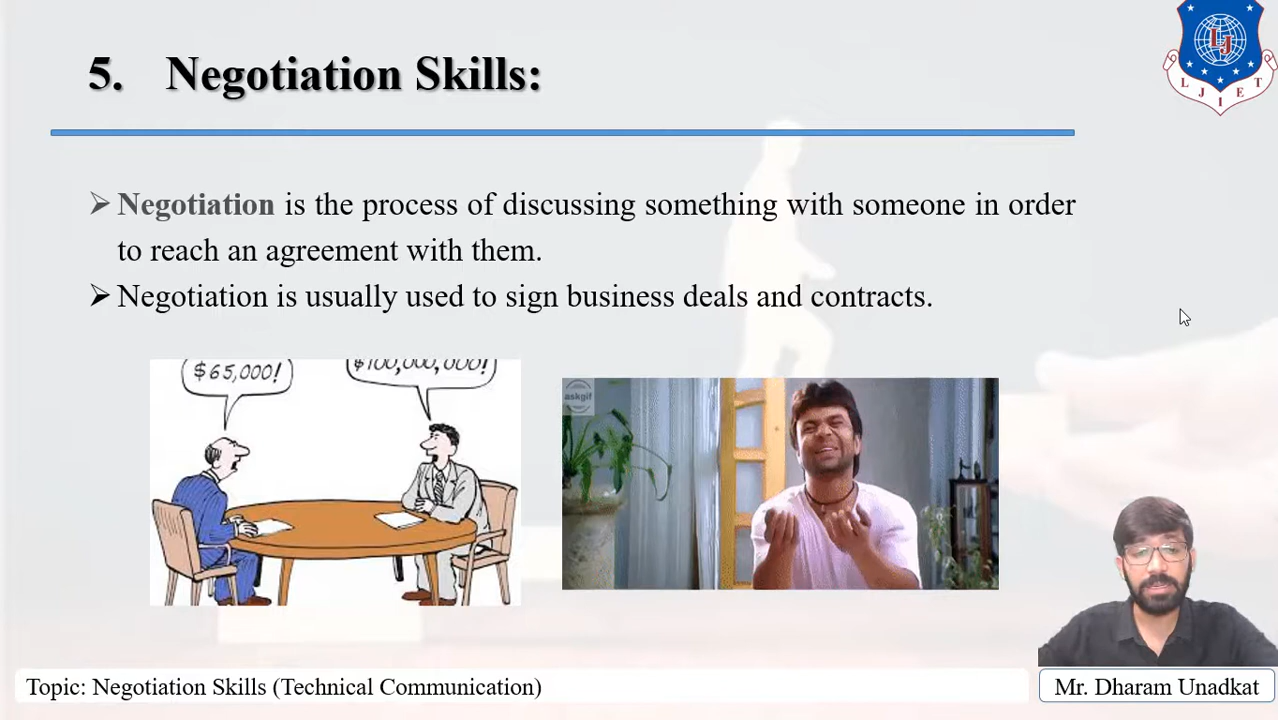 5. Negotiation Skills:
LJ
L J I E T
➢ Negotiation is the process of discussing something with someone in order
to reach an agreement with them.
➢ Negotiation is usually used to sign business deals and contracts.
$65,000!
$100,000,000!
askgif
Topic: Negotiation Skills (Technical Communication)
Mr. Dharam Unadkat